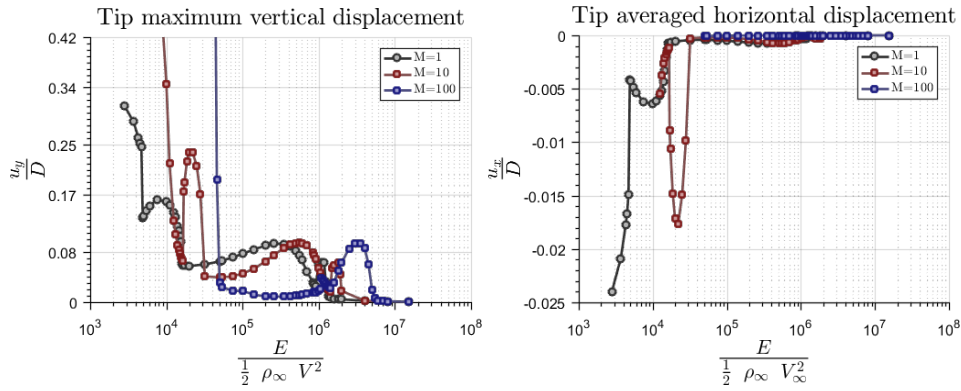 Tip maximum vertical displacement
0.42
0.34
0.25
0.17
0.08
0
u_y
D
M=1
M=10
M=100
10^3 10^4 10^5 10^6 10^7 10^8
E
1/2 ρ_∞ V^2
Tip averaged horizontal displacement
0
-0.005
-0.01
-0.015
-0.02
-0.025
u_x
D
M=1
M=10
M=100
10^3 10^4 10^5 10^6 10^7 10^8
E
1/2 ρ_∞ V_∞^2